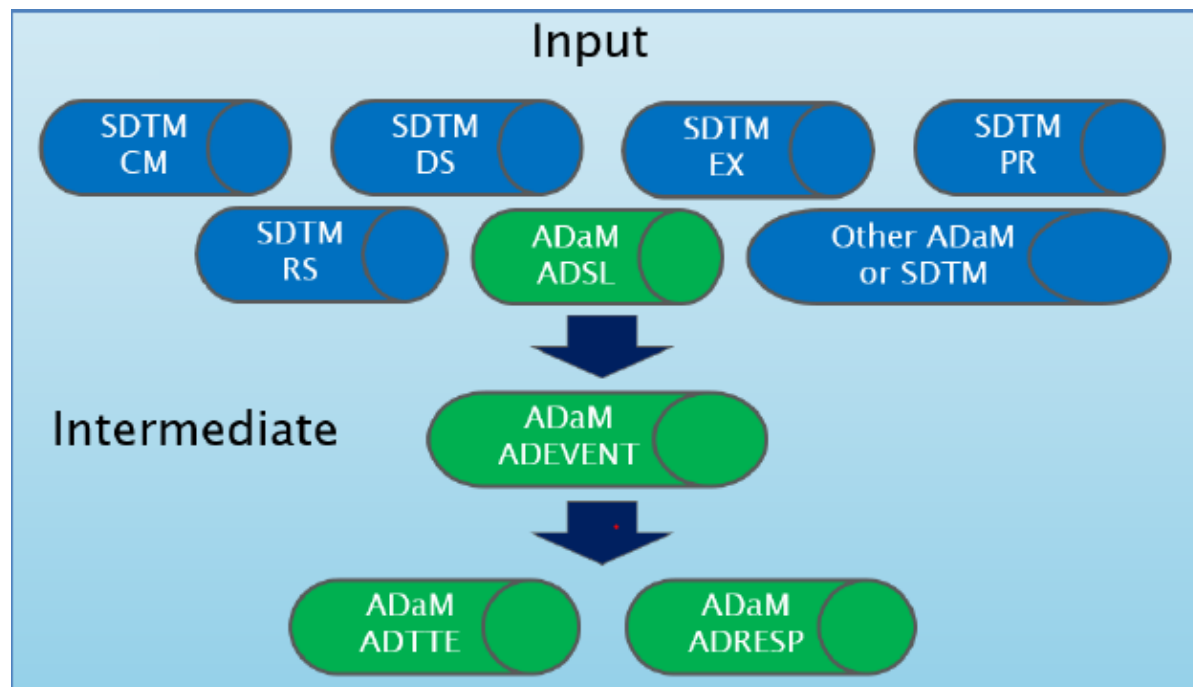 Input
SDTM
CM
SDTM
DS
SDTM
EX
SDTM
PR
SDTM
RS
ADaM
ADSL
Other ADaM
or SDTM
Intermediate
ADaM
ADEVENT
ADaM
ADTTE
ADaM
ADRESP